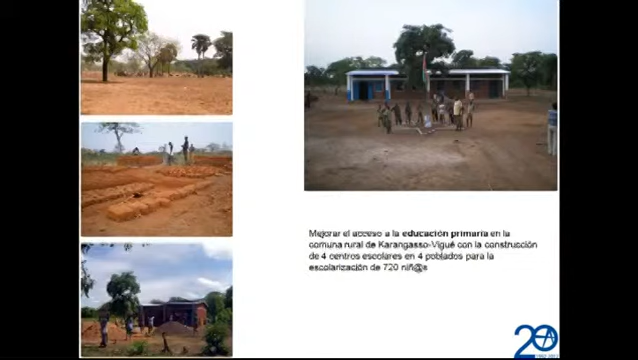 Mejorar el acceso a la educación primaria en la
comuna rural de Karangasso-Vigué con la construcción
de 4 centros escolares en 4 poblados para la
escolarización de 720 niñ@s
20